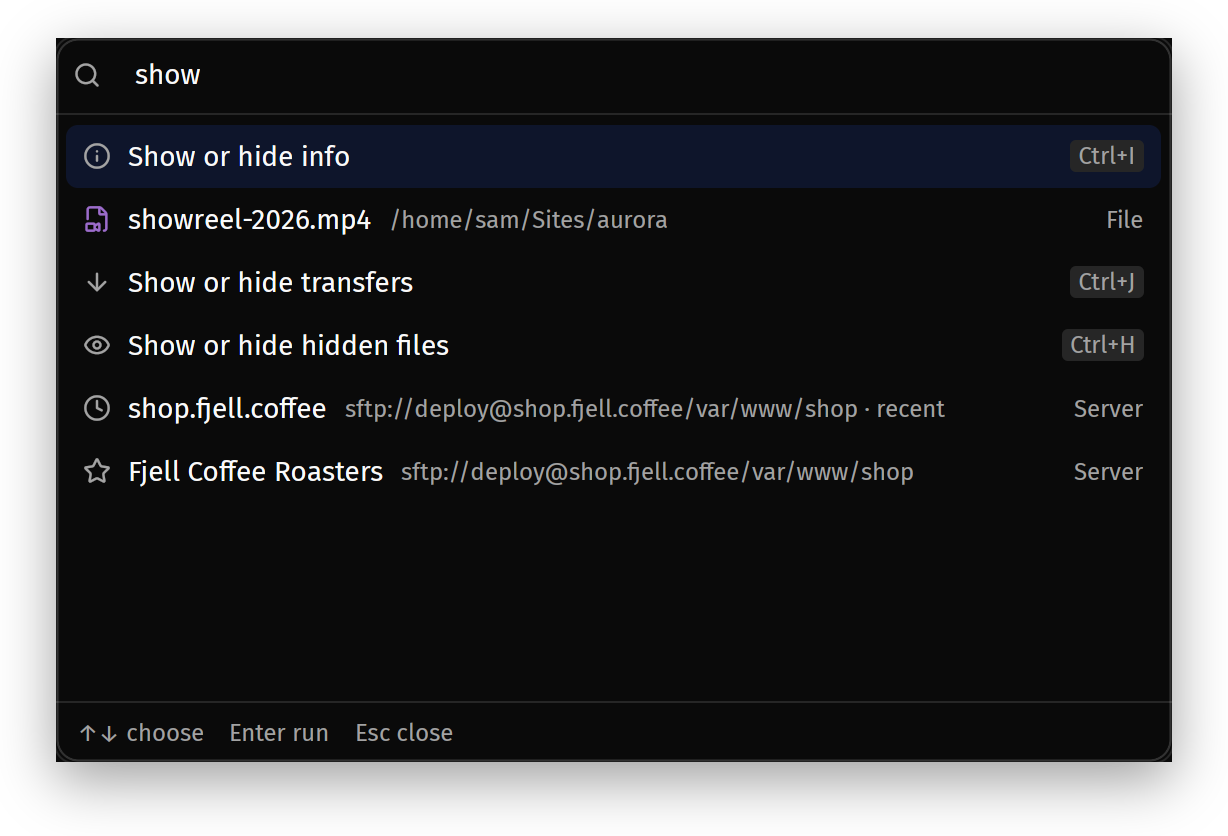 show
Show or hide info Ctrl+I
showreel-2026.mp4 /home/sam/Sites/aurora File
Show or hide transfers Ctrl+J
Show or hide hidden files Ctrl+H
shop.fjell.coffee sftp://deploy@shop.fjell.coffee/var/www/shop · recent Server
Fjell Coffee Roasters sftp://deploy@shop.fjell.coffee/var/www/shop Server
↑↓ choose Enter run Esc close